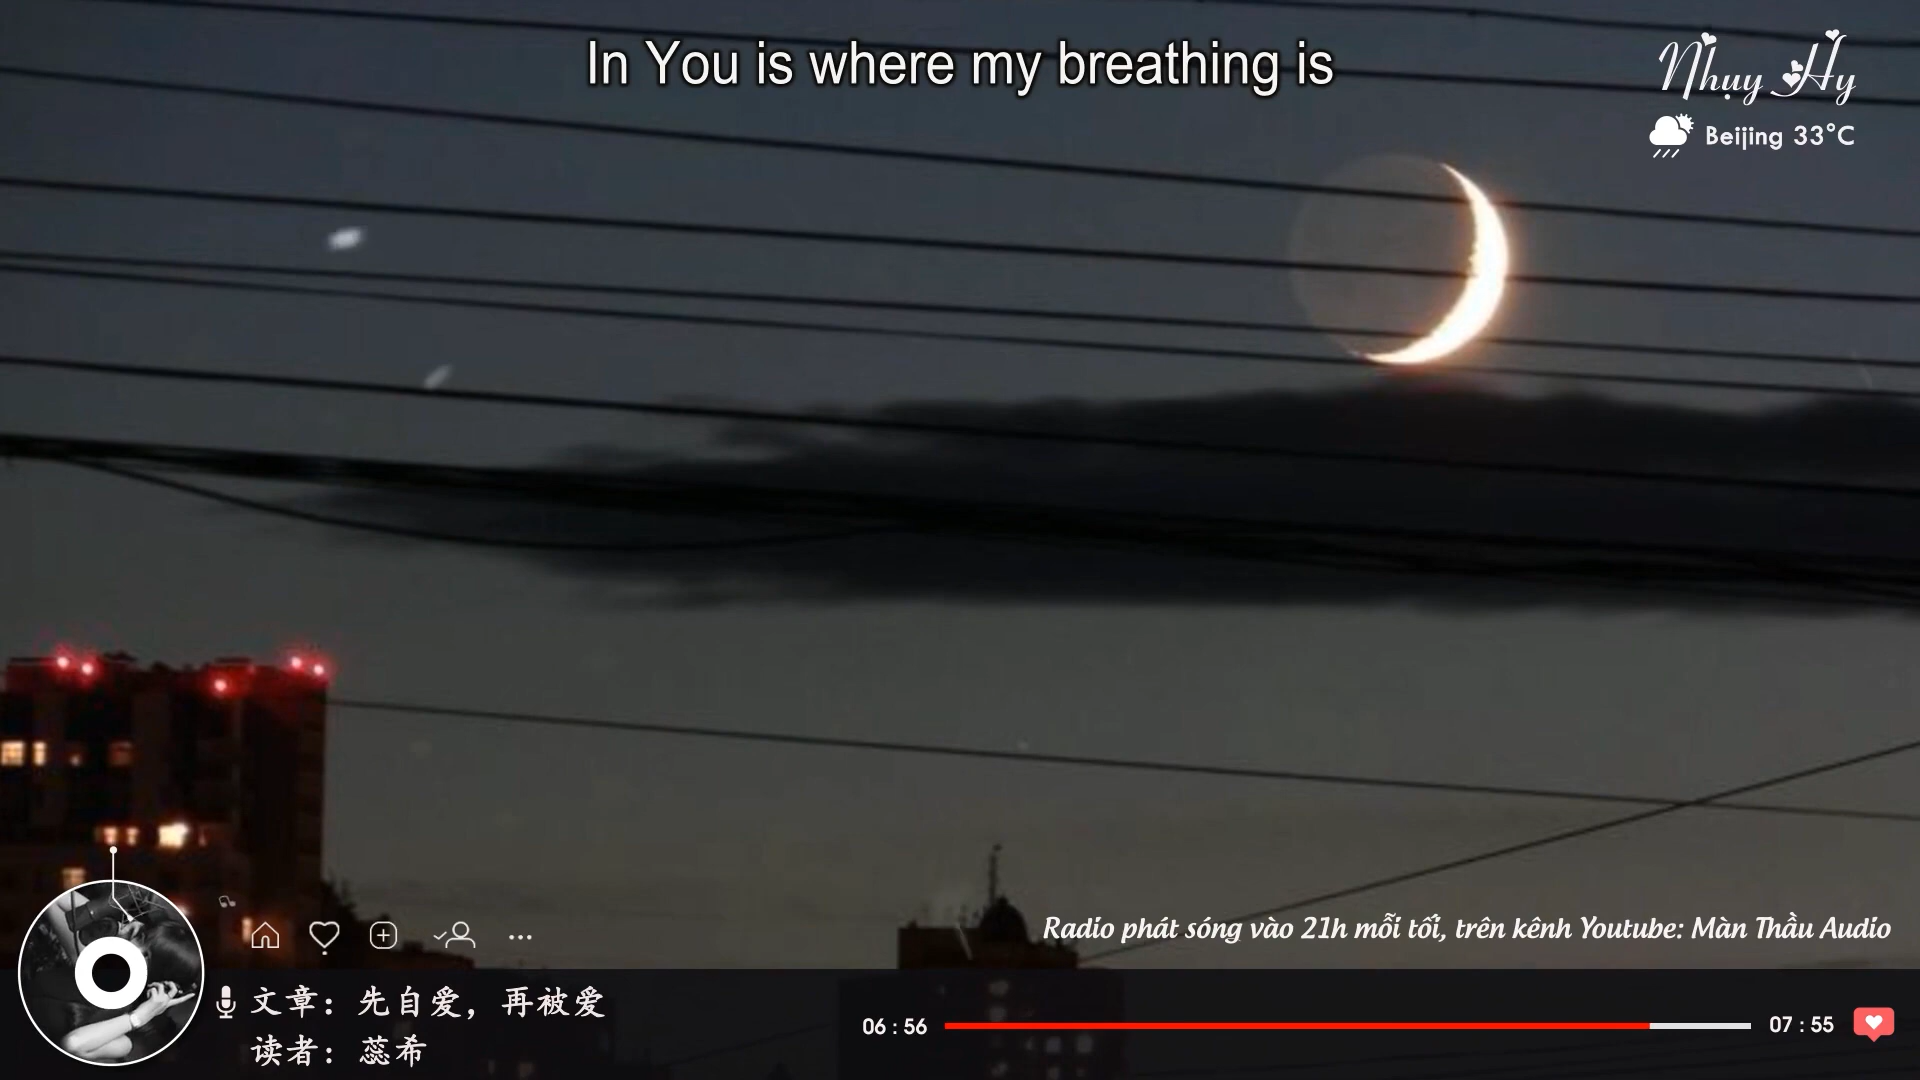 In You is where my breathing is
Nhụy Hy
Beijing 33°C
Radio phát sóng vào 21h mỗi tối, trên kênh Youtube: Màn Thầu Audio
文章：先自爱，再被爱
读者：蕊希
06 : 56
07 : 55